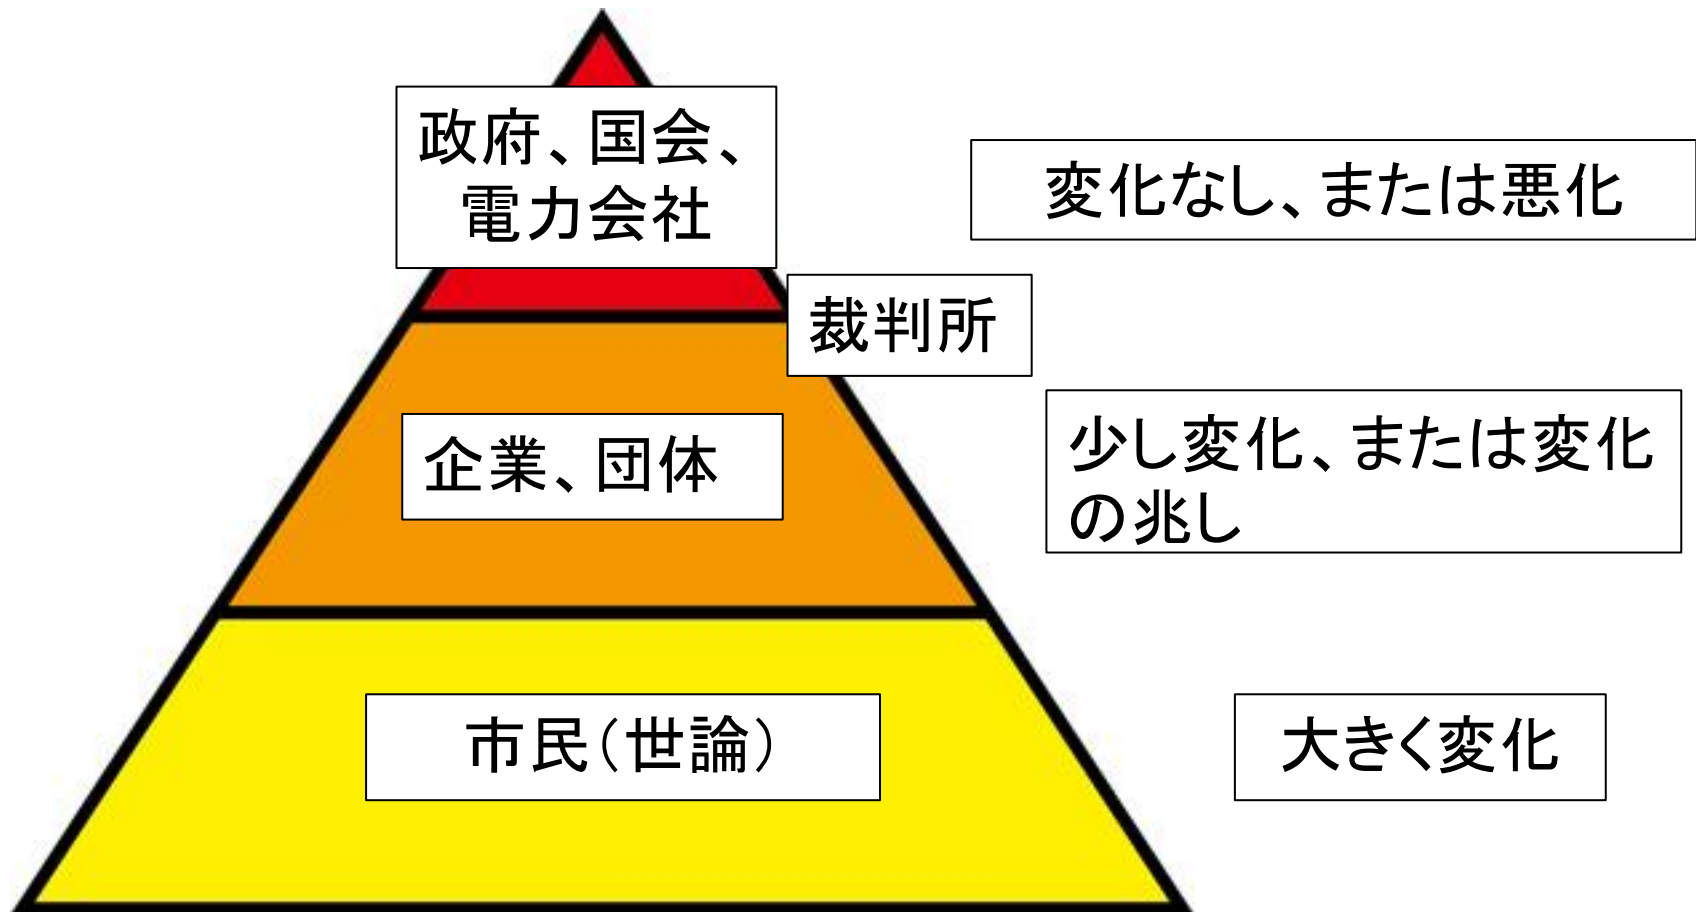 政府、国会、
電力会社
変化なし、または悪化
裁判所
企業、団体
少し変化、または変化
の兆し
市民(世論)
大きく変化